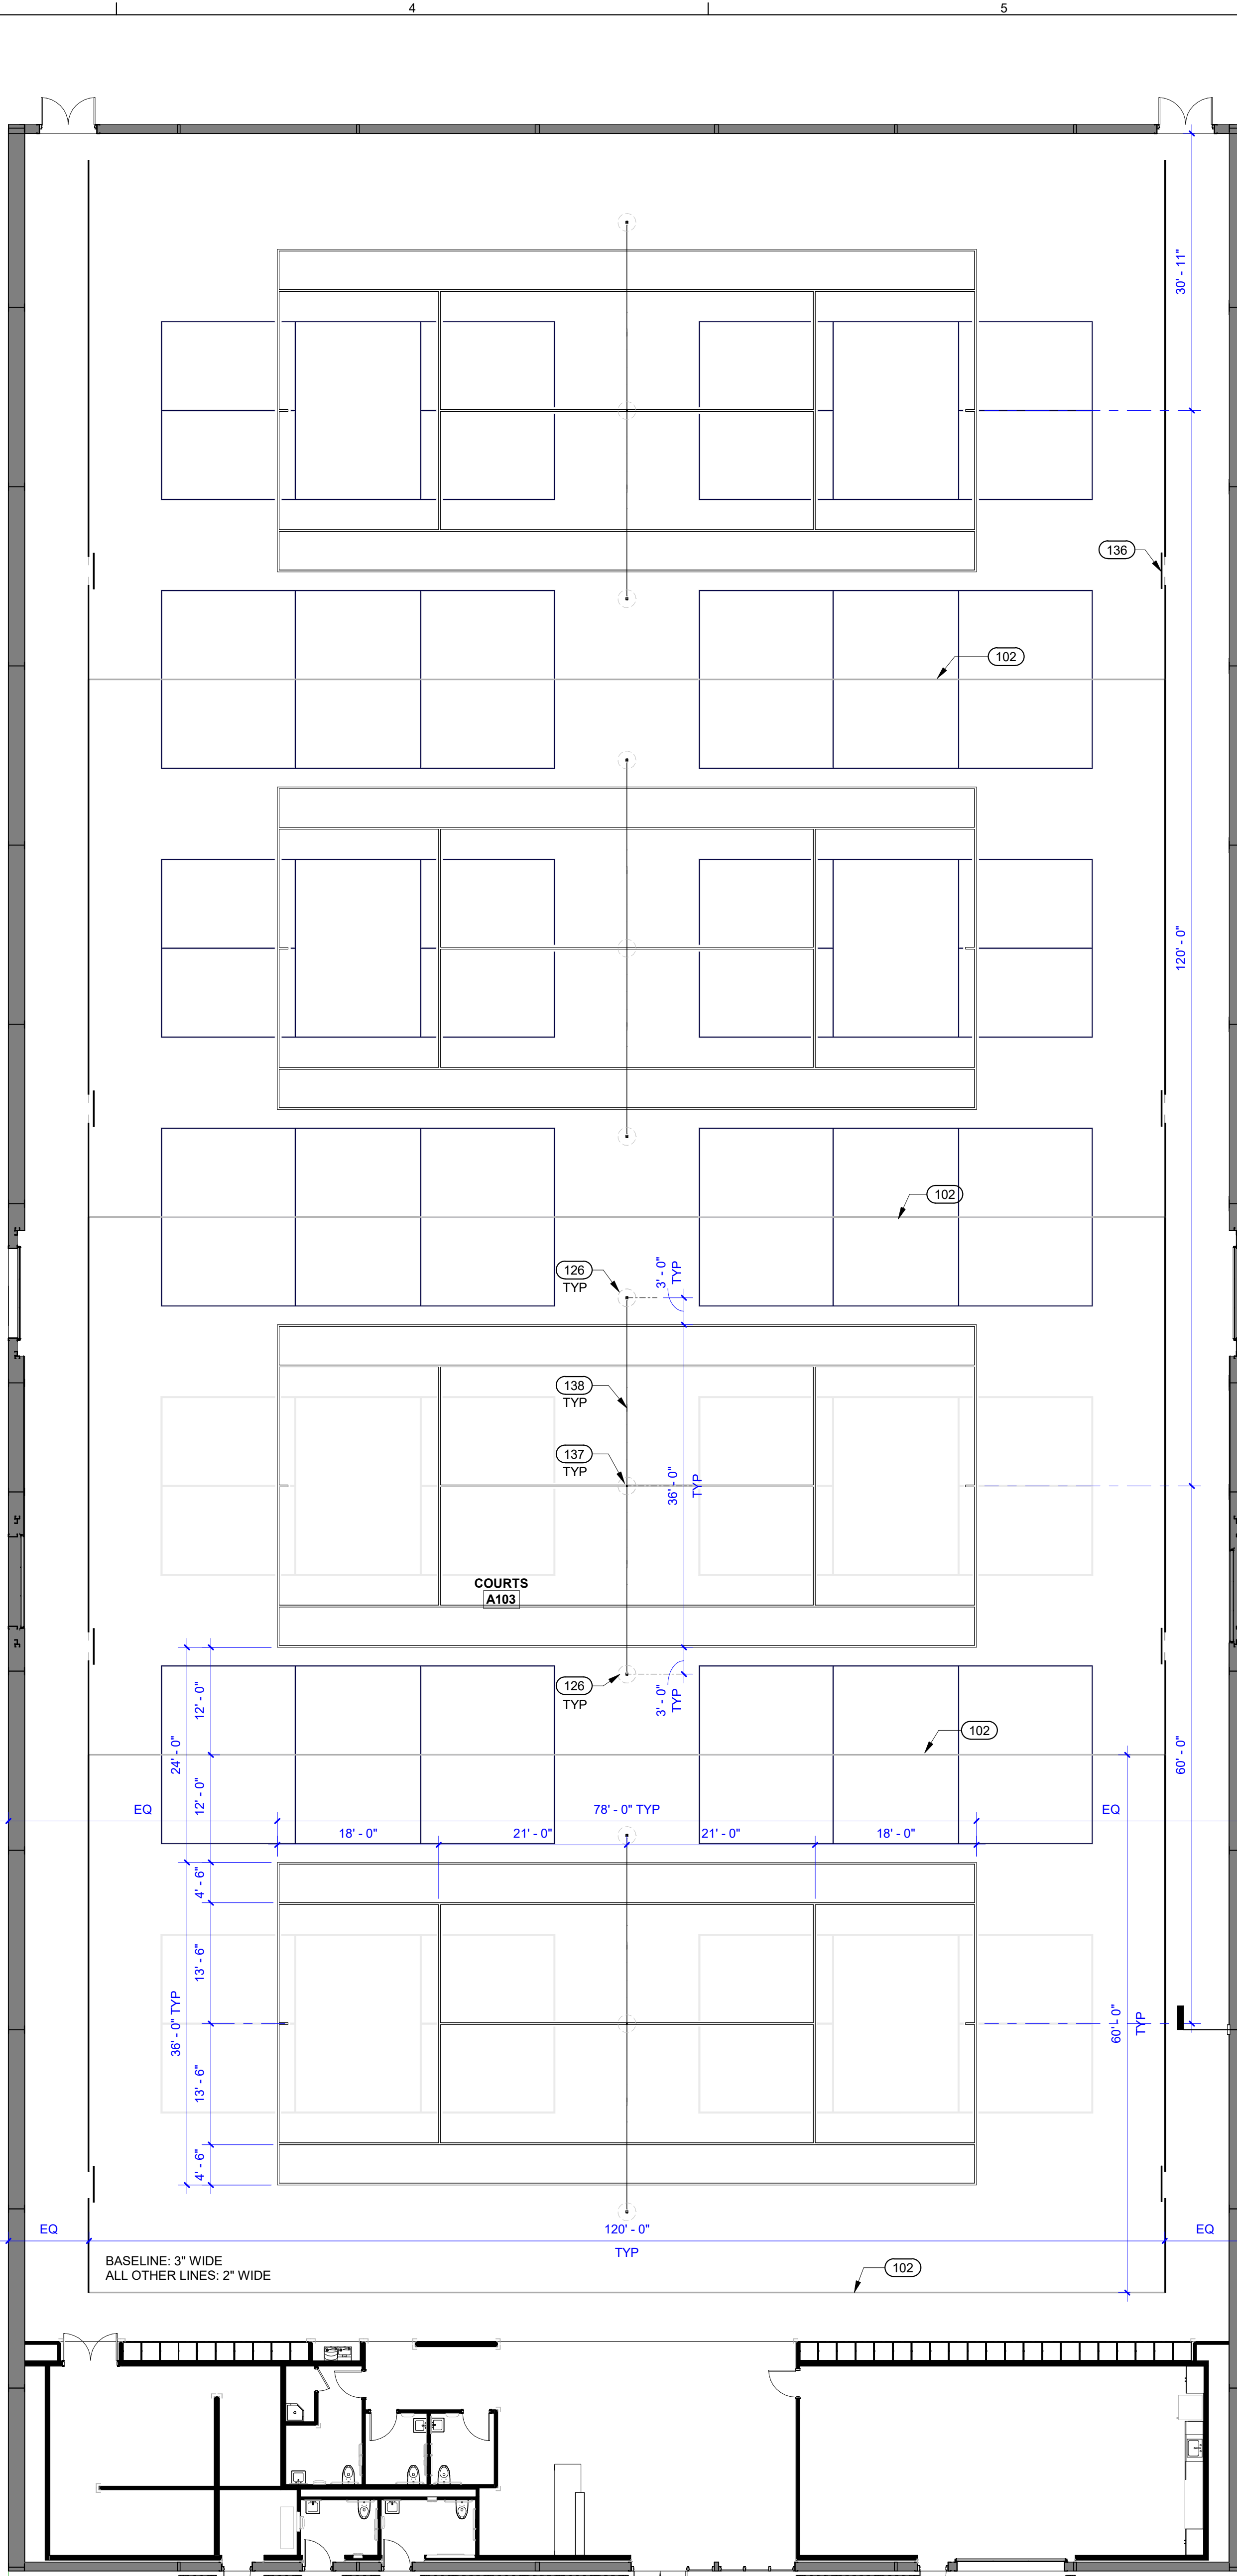 4
5
30' - 11"
136
102
120' - 0"
102
126
TYP
3' - 0"
TYP
138
TYP
137
TYP
36' - 0"
TYP
COURTS
A103
126
TYP
3' - 0"
TYP
12' - 0"
24' - 0"
102
60' - 0"
12' - 0"
EQ
78' - 0" TYP
EQ
18' - 0"
21' - 0"
21' - 0"
18' - 0"
4' - 6"
13' - 6"
36' - 0" TYP
60' - 0"
TYP
13' - 6"
4' - 6"
EQ
120' - 0"
EQ
TYP
BASELINE: 3" WIDE
ALL OTHER LINES: 2" WIDE
102